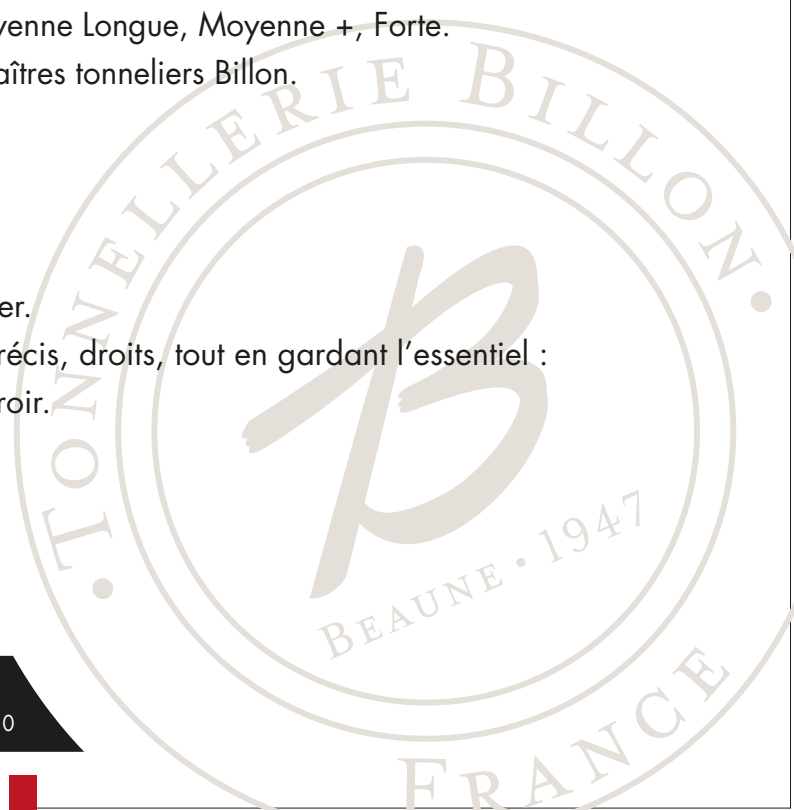 yenne Longue, Moyenne +, Forte.
aîtres tonneliers Billon.
er.
récis, droits, tout en gardant l’essentiel :
roir.
• TONNELLERIE BILLON •
BEAUNE • 1947
FRANCE
0